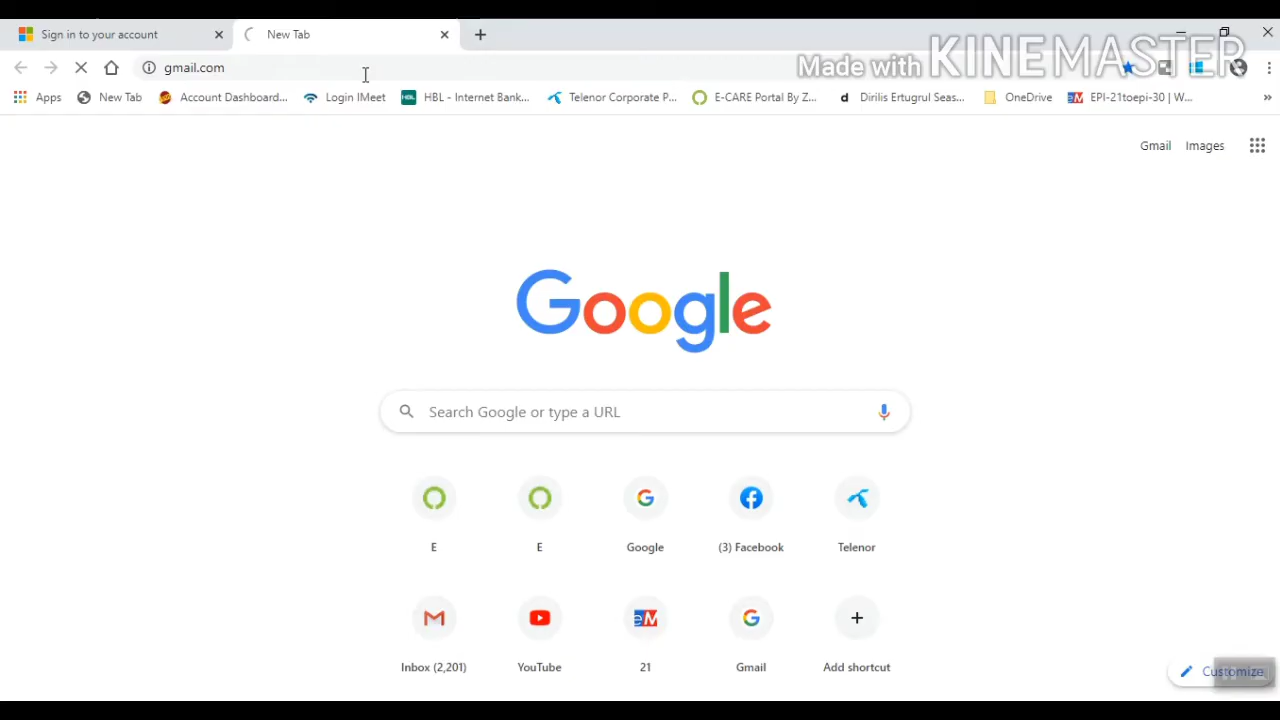 Sign in to your account
New Tab
gmail.com
Made with KINEMASTER
Apps
New Tab
Account Dashboard...
Login IMeet
HBL - Internet Bank...
Telenor Corporate P...
E-CARE Portal By Z...
d
Dirilis Ertugrul Seas...
OneDrive
eM
EPI-21toepi-30 | W...
»
Gmail
Images
Google
Search Google or type a URL
E
E
Google
(3) Facebook
Telenor
eM
Inbox (2,201)
YouTube
21
Gmail
Add shortcut
Customize